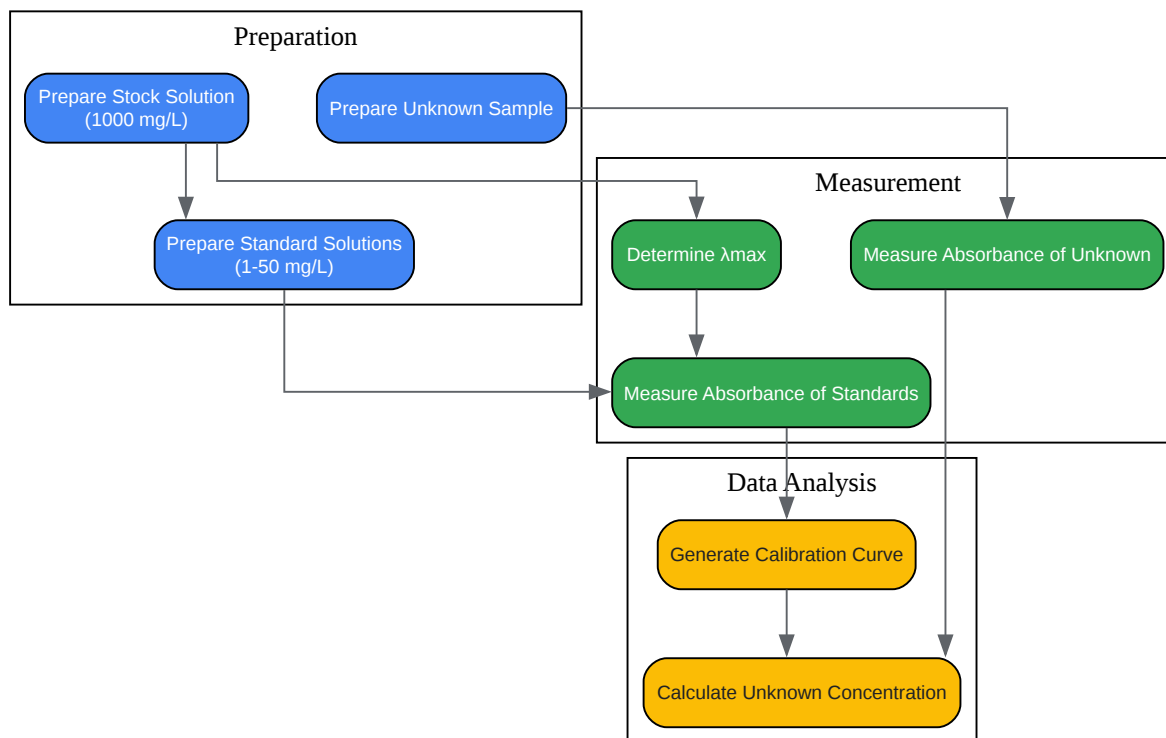 Preparation
Prepare Stock Solution
(1000 mg/L)
Prepare Unknown Sample
Prepare Standard Solutions
(1-50 mg/L)
Measurement
Determine λmax
Measure Absorbance of Unknown
Measure Absorbance of Standards
Data Analysis
Generate Calibration Curve
Calculate Unknown Concentration